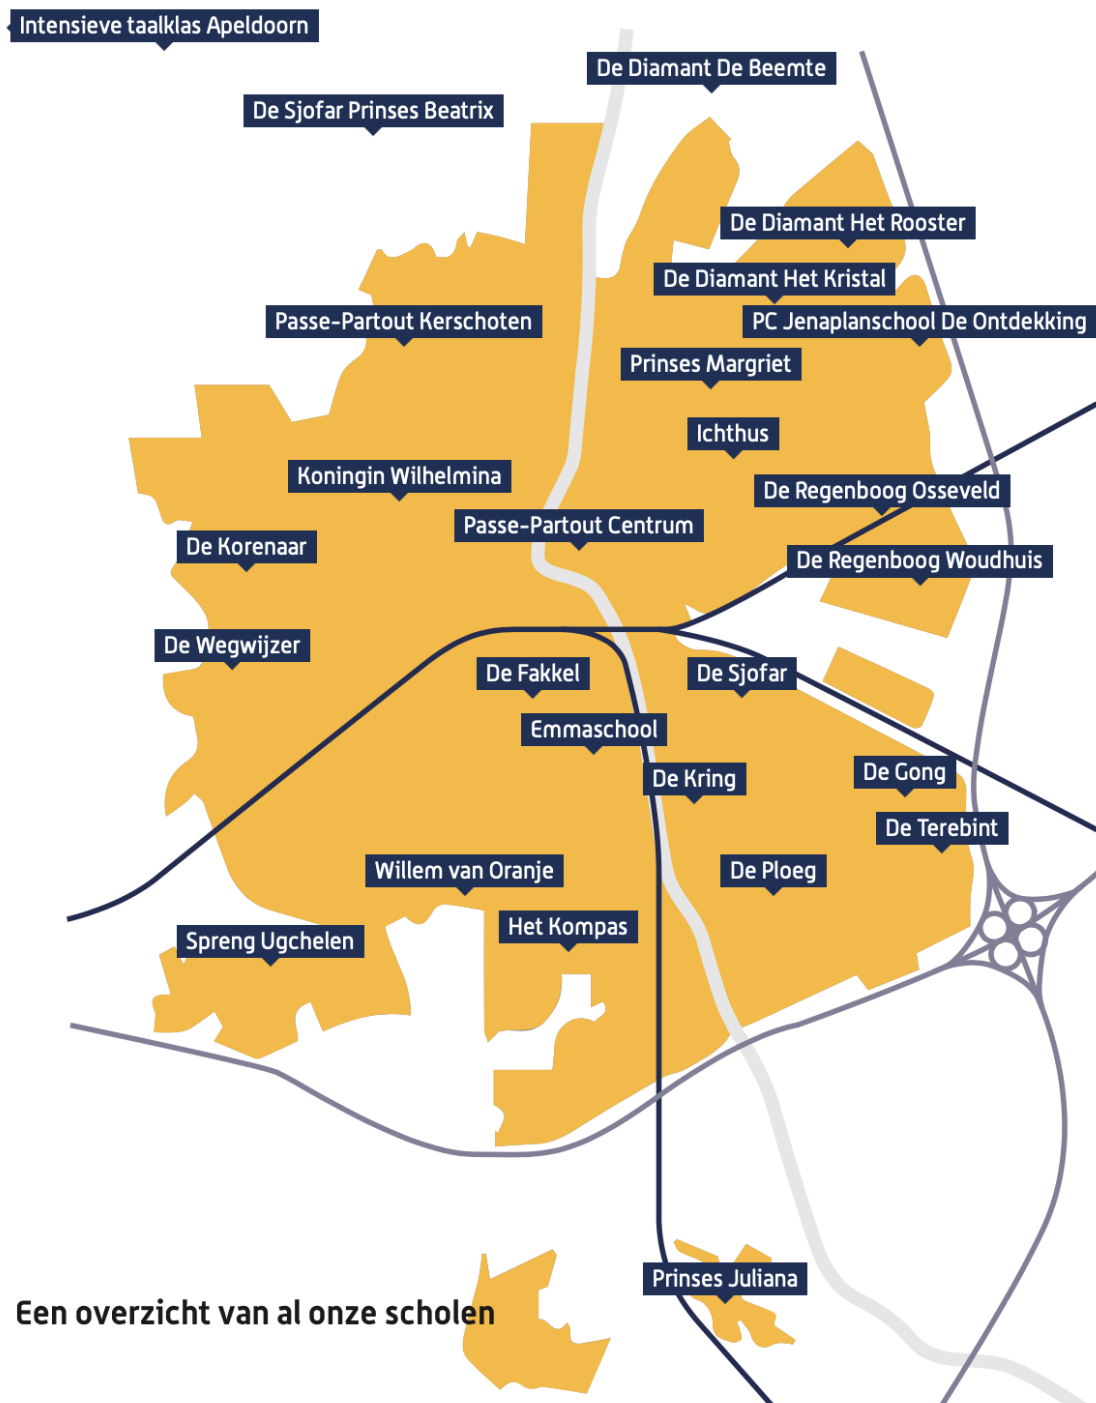 Intensieve taalklas Apeldoorn
De Diamant De Beemte
De Sjofar Prinses Beatrix
De Diamant Het Rooster
De Diamant Het Kristal
Passe-Partout Kerschoten
PC Jenaplanschool De Ontdekking
Prinses Margriet
Ichthus
Koningin Wilhelmina
De Regenboog Osseveld
Passe-Partout Centrum
De Korenaar
De Regenboog Woudhuis
De Wegwijzer
De Fakkel
De Sjofar
Emmaschool
De Gong
De Kring
De Terebint
Willem van Oranje
De Ploeg
Het Kompas
Spreng Ugchelen
Prinses Juliana
Een overzicht van al onze scholen